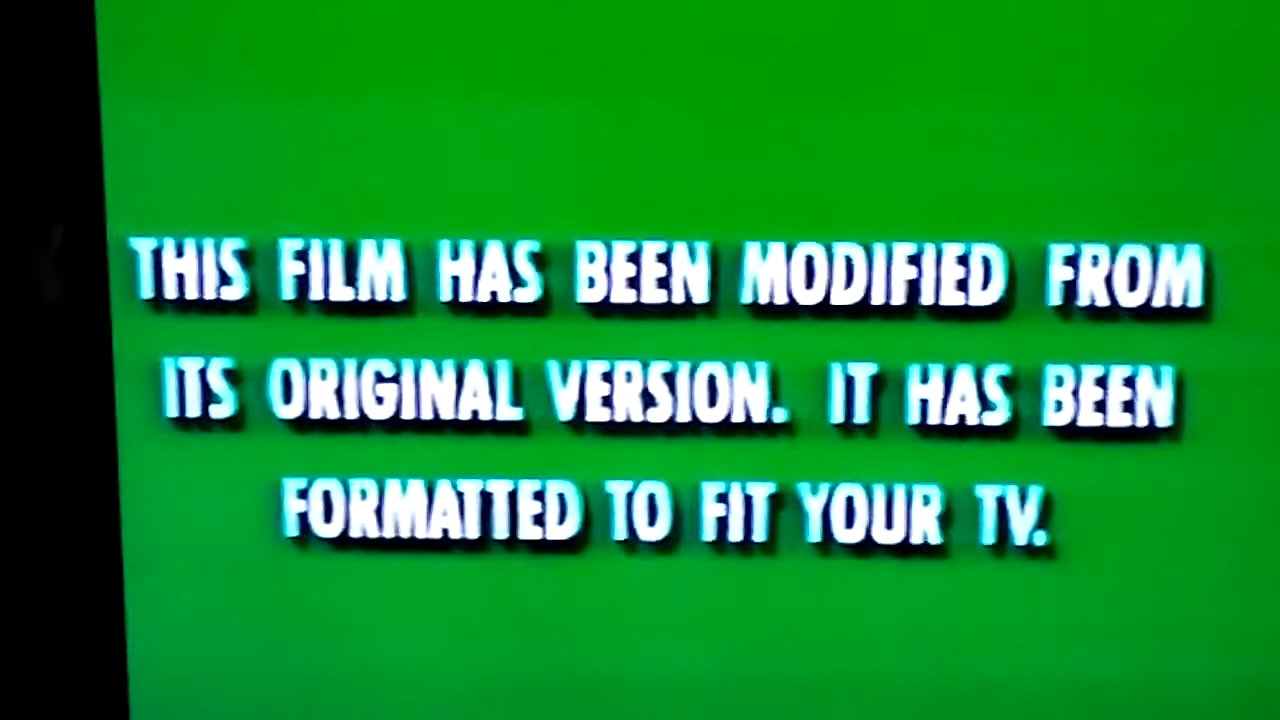 THIS FILM HAS BEEN MODIFIED FROM
ITS ORIGINAL VERSION. IT HAS BEEN
FORMATTED TO FIT YOUR TV.